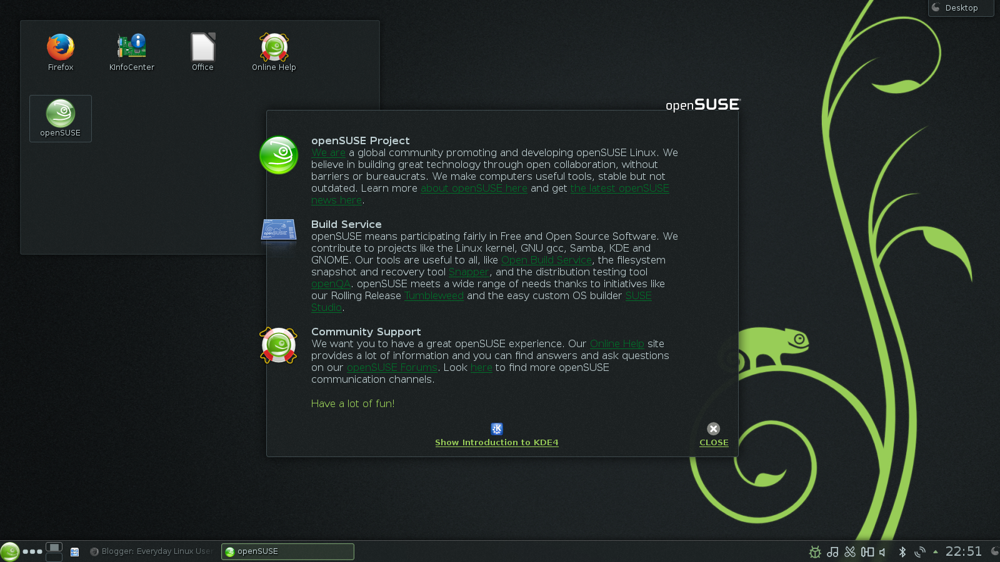 Desktop
Firefox
KInfoCenter
Office
Online Help
openSUSE
openSUSE
openSUSE Project
We are a global community promoting and developing openSUSE Linux. We
believe in building great technology through open collaboration, without
barriers or bureaucrats. We make computers useful tools, stable but not
outdated. Learn more about openSUSE here and get the latest openSUSE
news here.
Build Service
openSUSE means participating fairly in Free and Open Source Software. We
contribute to projects like the Linux kernel, GNU gcc, Samba, KDE and
GNOME. Our tools are useful to all, like Open Build Service, the filesystem
snapshot and recovery tool Snapper, and the distribution testing tool
openQA. openSUSE meets a wide range of needs thanks to initiatives like
our Rolling Release Tumbleweed and the easy custom OS builder SUSE
Studio.
Community Support
We want you to have a great openSUSE experience. Our Online Help site
provides a lot of information and you can find answers and ask questions
on our openSUSE Forums. Look here to find more openSUSE
communication channels.
Have a lot of fun!
Show Introduction to KDE4
CLOSE
Blogger: Everyday Linux User
openSUSE
22:51